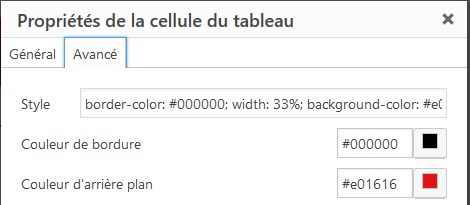 Propriétés de la cellule du tableau
Général Avancé
Style border-color: #000000; width: 33%; background-color: #e0
Couleur de bordure #000000
Couleur d'arrière plan #e01616